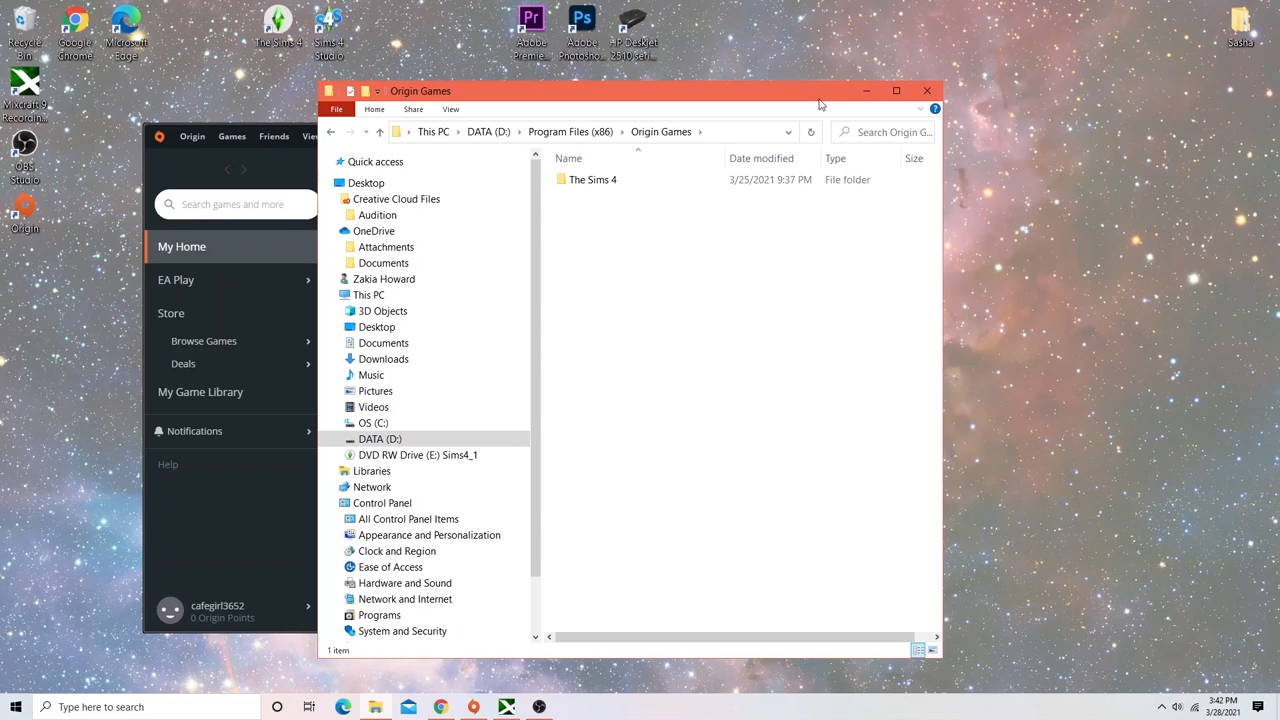 Recycle
Bin
Google
Chrome
Microsoft
Edge
The Sims 4
Sims 4
Studio
Pr
Adobe
Premie...
Ps
Adobe
Photosho...
HP Deskjet
2510 seri...
Sasha
Mixcraft 9
Recordin...
OBS
Studio
Origin
Origin Games Friends
Search games and more
My Home
EA Play
Store
Browse Games
Deals
My Game Library
Notifications
Help
cafegirl3652
0 Origin Points
Origin Games
File Home Share View
This PC DATA (D:) Program Files (x86) Origin Games
Search Origin G...
Name Date modified Type Size
The Sims 4 3/25/2021 9:37 PM File folder
Quick access
Desktop
Creative Cloud Files
Audition
OneDrive
Attachments
Documents
Zakia Howard
This PC
3D Objects
Desktop
Documents
Downloads
Music
Pictures
Videos
OS (C:)
DATA (D:)
DVD RW Drive (E:) Sims4_1
Libraries
Network
Control Panel
All Control Panel Items
Appearance and Personalization
Clock and Region
Ease of Access
Hardware and Sound
Network and Internet
Programs
System and Security
1 item
Type here to search
3:42 PM
3/28/2021